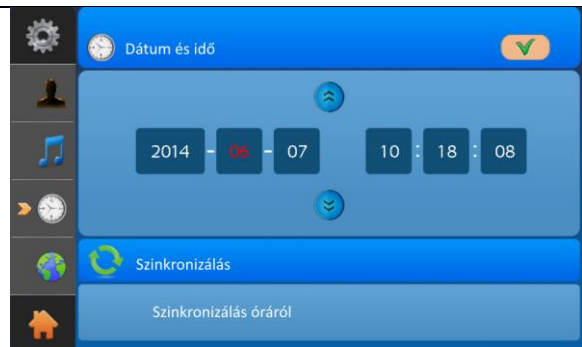 Dátum és idő
2014 - 06 - 07 10 : 18 : 08
Szinkronizálás
Szinkronizálás óráról